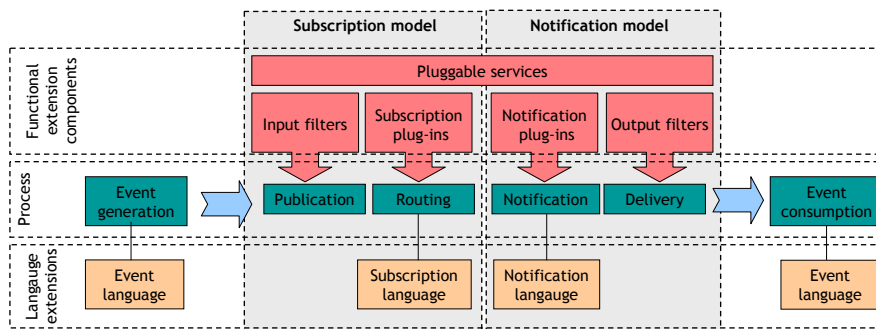 Subscription model
Notification model
Functional
extension
components
Pluggable services
Input filters
Subscription
plug-ins
Notification
plug-ins
Output filters
Process
Event
generation
Publication
Routing
Notification
Delivery
Event
consumption
Langauge
extensions
Event
language
Subscription
language
Notification
langauge
Event
language